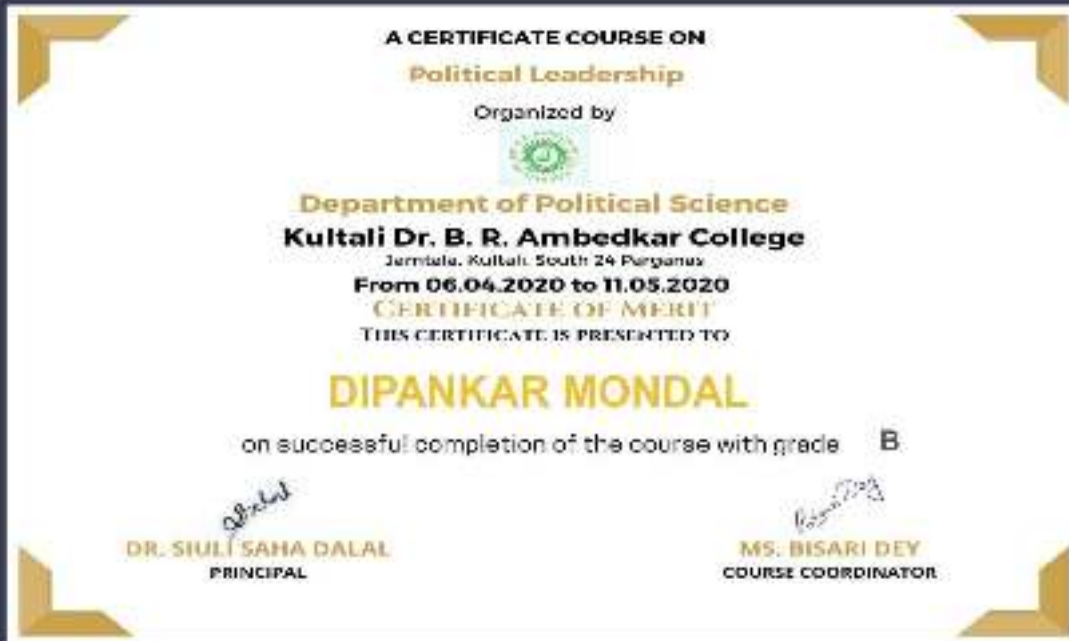 A CERTIFICATE COURSE ON
Political Leadership
Organized by
Department of Political Science
Kultali Dr. B. R. Ambedkar College
Jamtala, Kultali, South 24 Parganas
From 06.04.2020 to 11.05.2020
CERTIFICATE OF MERIT
THIS CERTIFICATE IS PRESENTED TO
DIPANKAR MONDAL
on successful completion of the course with grade B
DR. SIULI SAHA DALAL
PRINCIPAL
MS. BISARI DEY
COURSE COORDINATOR